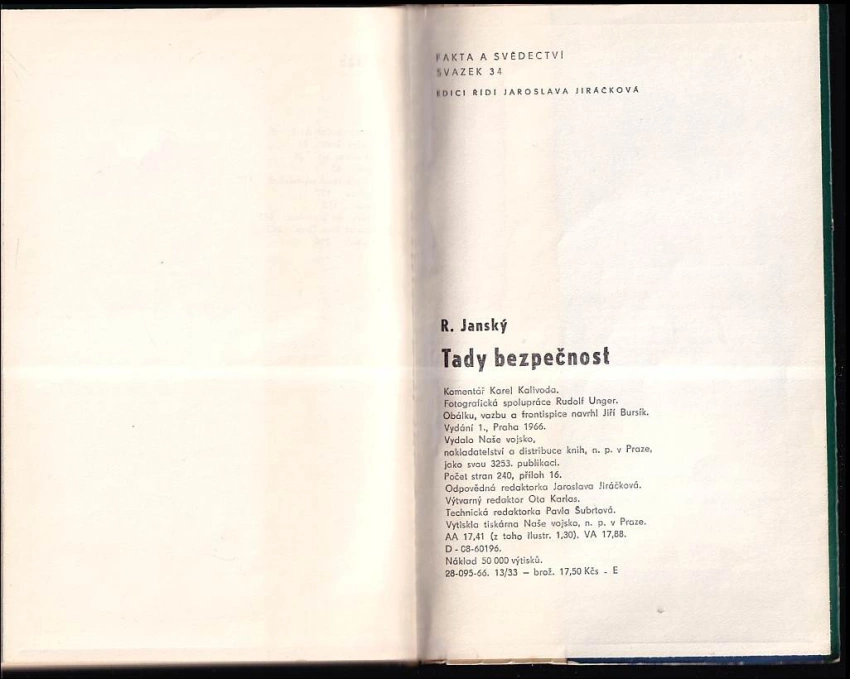 FAKTA A SVĚDECTVÍ
SVAZEK 34
EDICI ŘÍDÍ JAROSLAVA JIRÁČKOVÁ
R. Janský
Tady bezpečnost
Komentář Karel Kalivoda.
Fotografická spolupráce Rudolf Unger.
Obálku, vazbu a frontispice navrhl Jiří Bursík.
Vydání 1., Praha 1966.
Vydalo Naše vojsko,
nakladatelství a distribuce knih, n. p. v Praze,
jako svou 3253. publikaci.
Počet stran 240, příloh 16.
Odpovědná redaktorka Jaroslava Jiráčková.
Výtvarný redaktor Ota Karlas.
Technická redaktorka Pavla Šubrtová.
Vytiskla tiskárna Naše vojsko, n. p. v Praze.
AA 17,41 (z toho ilustr. 1,30). VA 17,88.
D - 08-60196.
Náklad 50 000 výtisků.
28-095-66. 13/33 — brož. 17,50 Kčs - E